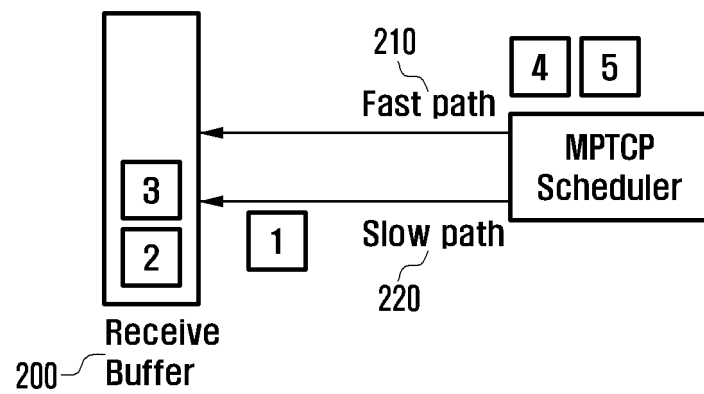 210
4 5
Fast path
MPTCP
Scheduler
3
2
1
Slow path
220
Receive
Buffer
200